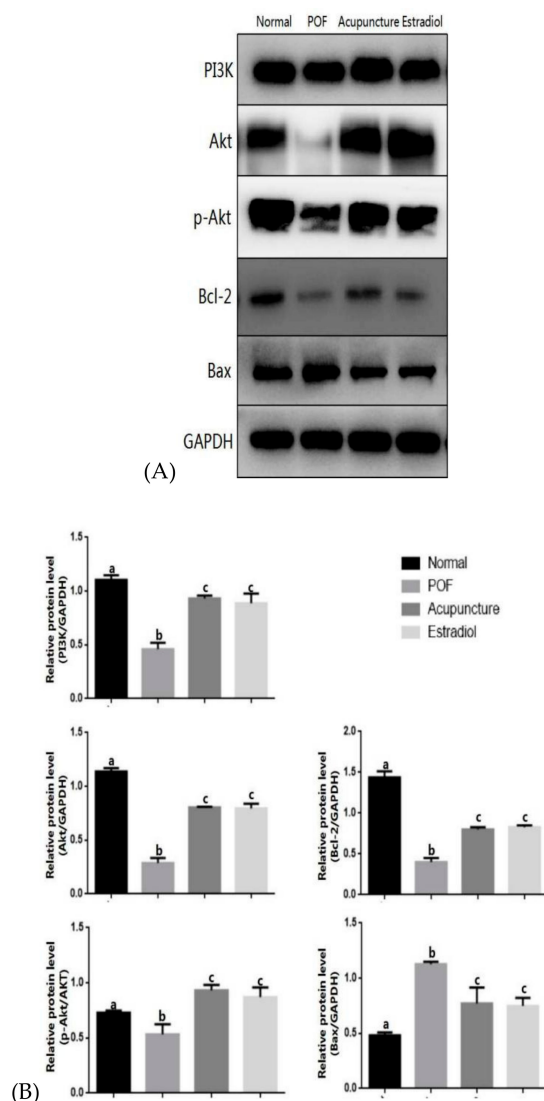 Normal POF Acupuncture Estradiol
PI3K
Akt
p-Akt
Bcl-2
Bax
GAPDH
(A)
Relative protein level
(PI3K/GAPDH)
1.5
1.0
0.5
0.0
a
b
c
c
Normal
POF
Acupuncture
Estradiol
Relative protein level
(Akt/GAPDH)
1.5
1.0
0.5
0.0
a
b
c
c
Relative protein level
(Bcl-2/GAPDH)
2.0
1.5
1.0
0.5
0.0
a
b
c
c
Relative protein level
(p-Akt/AKT)
1.5
1.0
0.5
0.0
a
b
c
c
Relative protein level
(Bax/GAPDH)
1.5
1.0
0.5
0.0
a
b
c
c
(B)